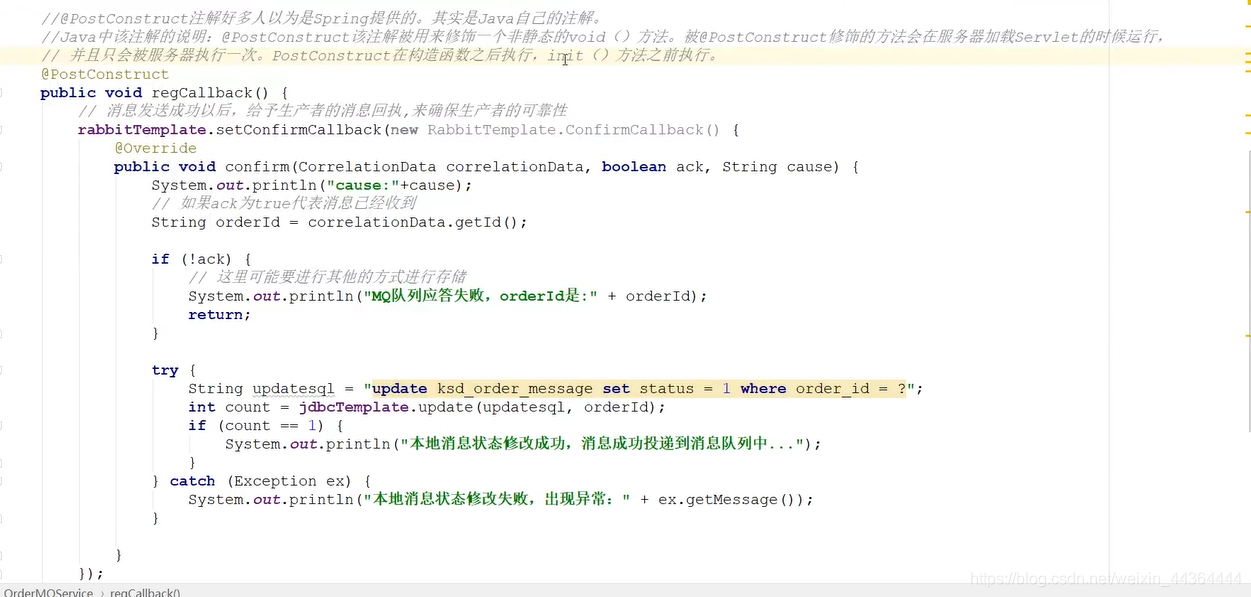 //@PostConstruct注解好多人以为是Spring提供的。其实是Java自己的注解。
//Java中该注解的说明：@PostConstruct该注解被用来修饰一个非静态的void（）方法。被@PostConstruct修饰的方法会在服务器加载Servlet的时候运行，
// 并且只会被服务器执行一次。PostConstruct在构造函数之后执行，init（）方法之前执行。
@PostConstruct
public void regCallback() {
// 消息发送成功以后，给予生产者的消息回执,来确保生产者的可靠性
rabbitTemplate.setConfirmCallback(new RabbitTemplate.ConfirmCallback() {
@Override
public void confirm(CorrelationData correlationData, boolean ack, String cause) {
System.out.println("cause:"+cause);
// 如果ack为true代表消息已经收到
String orderId = correlationData.getId();
if (!ack) {
// 这里可能要进行其他的方式进行存储
System.out.println("MQ队列应答失败，orderId是:" + orderId);
return;
}
try {
String updatesql = "update ksd_order_message set status = 1 where order_id = ?";
int count = jdbcTemplate.update(updatesql, orderId);
if (count == 1) {
System.out.println("本地消息状态修改成功，消息成功投递到消息队列中...");
}
} catch (Exception ex) {
System.out.println("本地消息状态修改失败，出现异常：" + ex.getMessage());
}
}
});
https://blog.csdn.net/weixin_44364444
OrderMQService › regCallback()